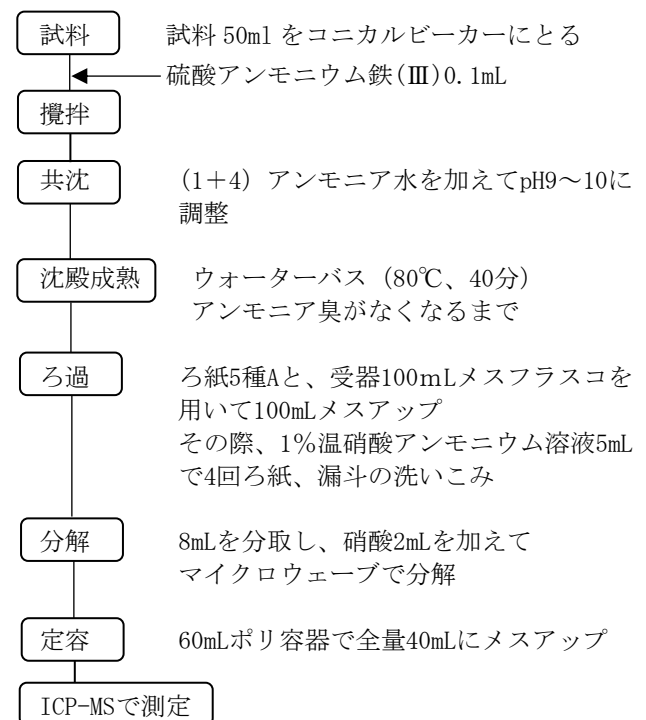 試料 試料 50ml をコニカルビーカーにとる
硫酸アンモニウム鉄(Ⅲ)0.1mL
攪拌
共沈 (1+4) アンモニア水を加えてpH9~10に
調整
沈殿成熟 ウォーターバス (80℃、40分)
アンモニア臭がなくなるまで
ろ過 ろ紙5種Aと、受器100mLメスフラスコを
用いて100mLメスアップ
その際、1%温硝酸アンモニウム溶液5mL
で4回ろ紙、漏斗の洗いこみ
分解 8mLを分取し、硝酸2mLを加えて
マイクロウェーブで分解
定容 60mLポリ容器で全量40mLにメスアップ
ICP-MSで測定